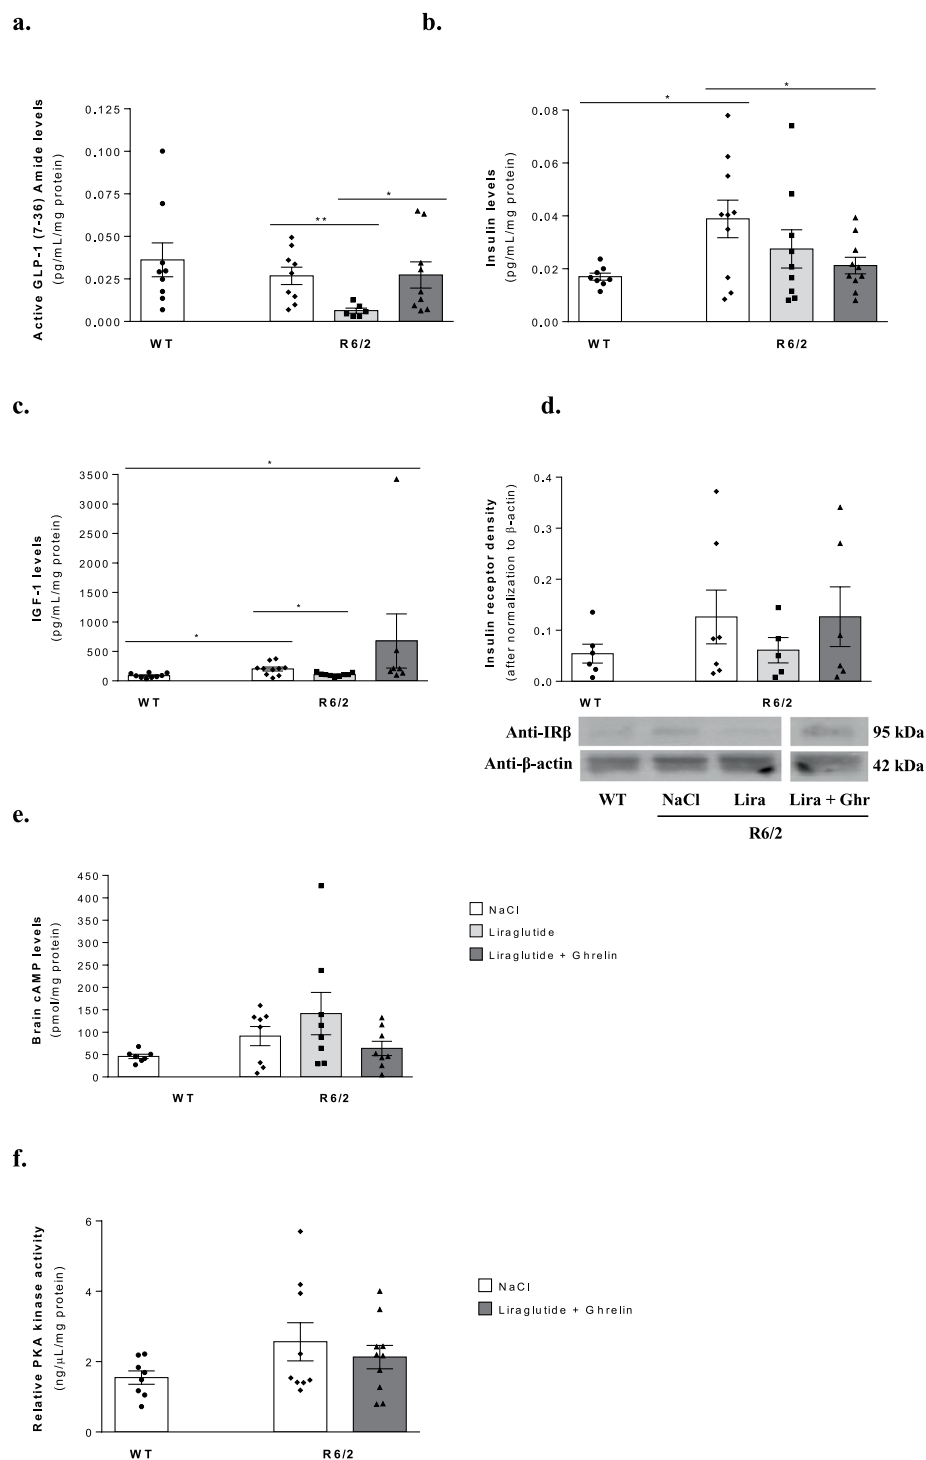 a.
Active GLP-1 (7-36) Amide levels
(pg/mL/mg protein)
0.125
0.100
0.075
0.050
0.025
0.000
**
*
WT
R6/2
b.
Insulin levels
(pg/mL/mg protein)
0.08
0.06
0.04
0.02
0.00
*
*
WT
R6/2
c.
IGF-1 levels
(pg/mL/mg protein)
3500
3000
2500
2000
1500
1000
500
0
*
*
*
WT
R6/2
d.
Insulin receptor density
(after normalization to β-actin)
0.4
0.3
0.2
0.1
0.0
WT
R6/2
Anti-IRβ
95 kDa
Anti-β-actin
42 kDa
WT
NaCl
Lira
Lira + Ghr
R6/2
e.
Brain cAMP levels
(pmol/mg protein)
450
400
350
300
250
200
150
100
50
0
WT
R6/2
NaCl
Liraglutide
Liraglutide + Ghrelin
f.
Relative PKA kinase activity
(ng/μL/mg protein)
6
4
2
0
WT
R6/2
NaCl
Liraglutide + Ghrelin